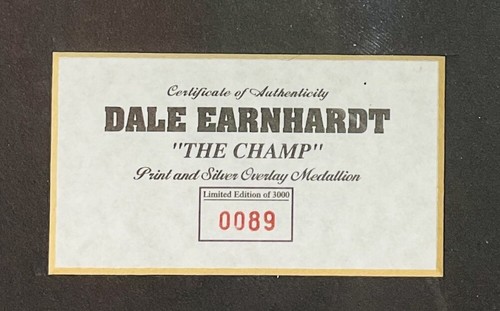 Certificate of Authenticity
DALE EARNHARDT
"THE CHAMP"
Print and Silver Overlay Medallion
Limited Edition of 3000
0089